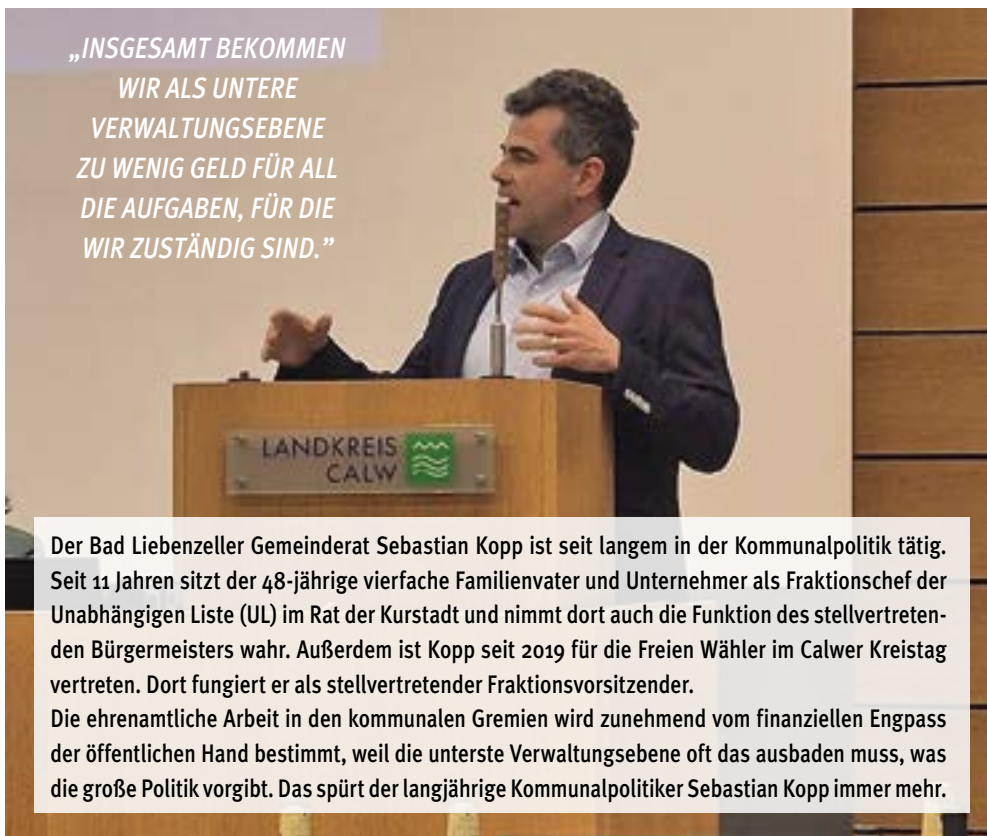 „INSGESAMT BEKOMMEN
WIR ALS UNTERE
VERWALTUNGSEBENE
ZU WENIG GELD FÜR ALL
DIE AUFGABEN, FÜR DIE
WIR ZUSTÄNDIG SIND.”
LANDKREIS
CALW
Der Bad Liebenzeller Gemeinderat Sebastian Kopp ist seit langem in der Kommunalpolitik tätig.
Seit 11 Jahren sitzt der 48-jährige vierfache Familienvater und Unternehmer als Fraktionschef der
Unabhängigen Liste (UL) im Rat der Kurstadt und nimmt dort auch die Funktion des stellvertreten-
den Bürgermeisters wahr. Außerdem ist Kopp seit 2019 für die Freien Wähler im Calwer Kreistag
vertreten. Dort fungiert er als stellvertretender Fraktionsvorsitzender.
Die ehrenamtliche Arbeit in den kommunalen Gremien wird zunehmend vom finanziellen Engpass
der öffentlichen Hand bestimmt, weil die unterste Verwaltungsebene oft das ausbaden muss, was
die große Politik vorgibt. Das spürt der langjährige Kommunalpolitiker Sebastian Kopp immer mehr.